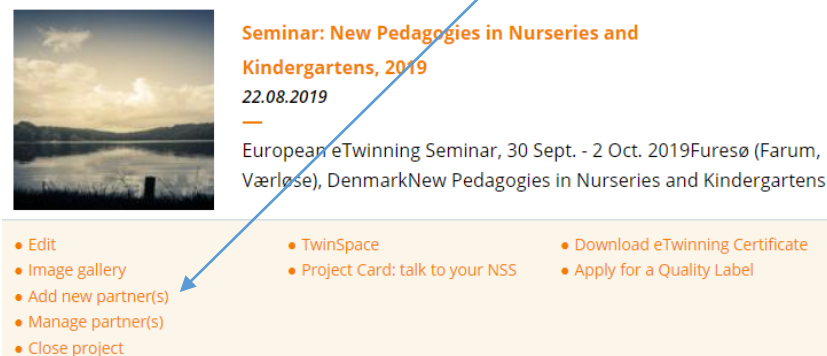 Seminar: New Pedagogies in Nurseries and
Kindergartens, 2019
22.08.2019
European eTwinning Seminar, 30 Sept. - 2 Oct. 2019Furesø (Farum,
Værløse), DenmarkNew Pedagogies in Nurseries and Kindergartens
• Edit
• Image gallery
• Add new partner(s)
• Manage partner(s)
• Close project
• TwinSpace
• Project Card: talk to your NSS
• Download eTwinning Certificate
• Apply for a Quality Label